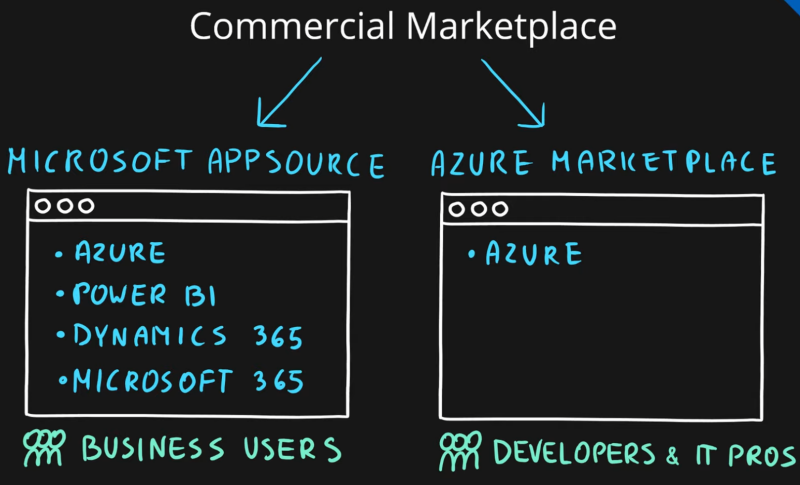 Commercial Marketplace
MICROSOFT APPSOURCE
• AZURE
• POWER BI
• DYNAMICS 365
• MICROSOFT 365
BUSINESS USERS
AZURE MARKETPLACE
• AZURE
DEVELOPERS & IT PROS